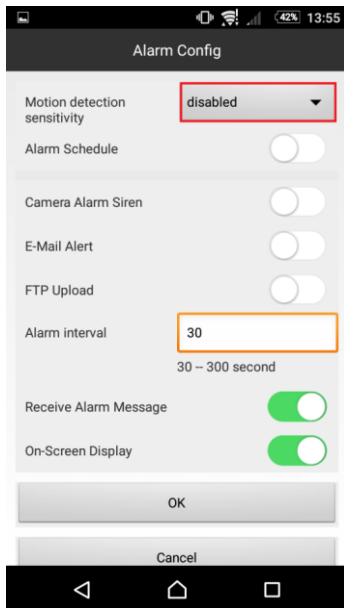 42% 13:55
Alarm Config
Motion detection sensitivity disabled
Alarm Schedule
Camera Alarm Siren
E-Mail Alert
FTP Upload
Alarm interval 30
30 -- 300 second
Receive Alarm Message
On-Screen Display
OK
Cancel